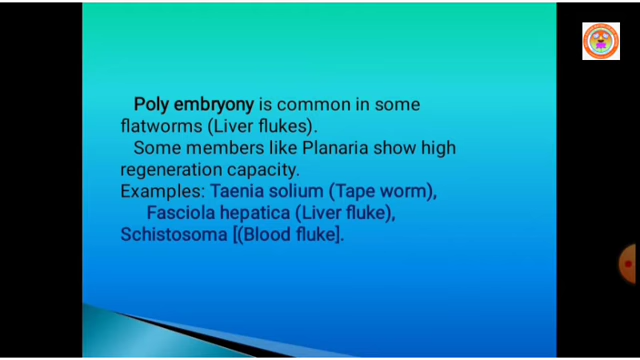 Poly embryony is common in some
flatworms (Liver flukes).
Some members like Planaria show high
regeneration capacity.
Examples: Taenia solium (Tape worm),
Fasciola hepatica (Liver fluke),
Schistosoma [(Blood fluke].